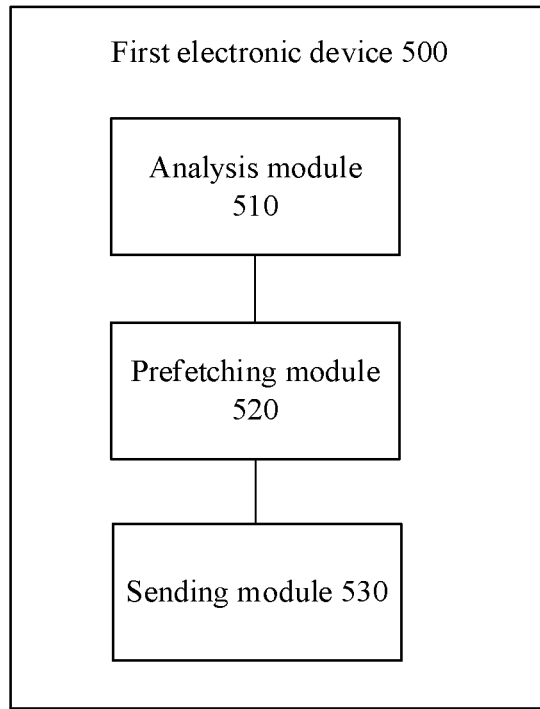 First electronic device 500
Analysis module
510
Prefetching module
520
Sending module 530